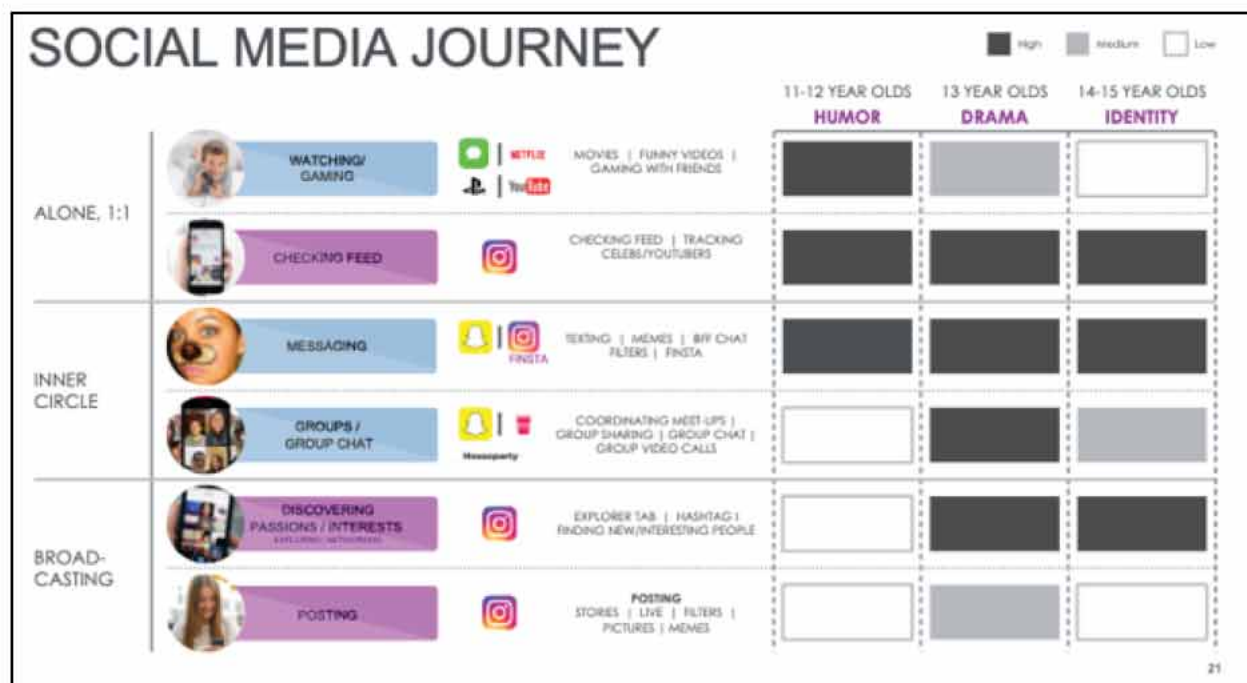 SOCIAL MEDIA JOURNEY
High
Medium
Low
11-12 YEAR OLDS
HUMOR
13 YEAR OLDS
DRAMA
14-15 YEAR OLDS
IDENTITY
ALONE, 1:1
WATCHING/
GAMING
NETFLIX
YouTube
MOVIES | FUNNY VIDEOS |
GAMING WITH FRIENDS
CHECKING FEED
CHECKING FEED | TRACKING
CELEBS/YOUTUBERS
INNER
CIRCLE
MESSAGING
FINSTA
TEXTING | MEMES | BFF CHAT
FILTERS | FINSTA
GROUPS /
GROUP CHAT
Houseparty
COORDINATING MEET-UPS |
GROUP SHARING | GROUP CHAT |
GROUP VIDEO CALLS
BROAD-
CASTING
DISCOVERING
PASSIONS / INTERESTS
EXPLORER TAB | HASHTAG |
FINDING NEW/INTERESTING PEOPLE
POSTING
POSTING
STORIES | LIVE | FILTERS |
PICTURES | MEMES
21